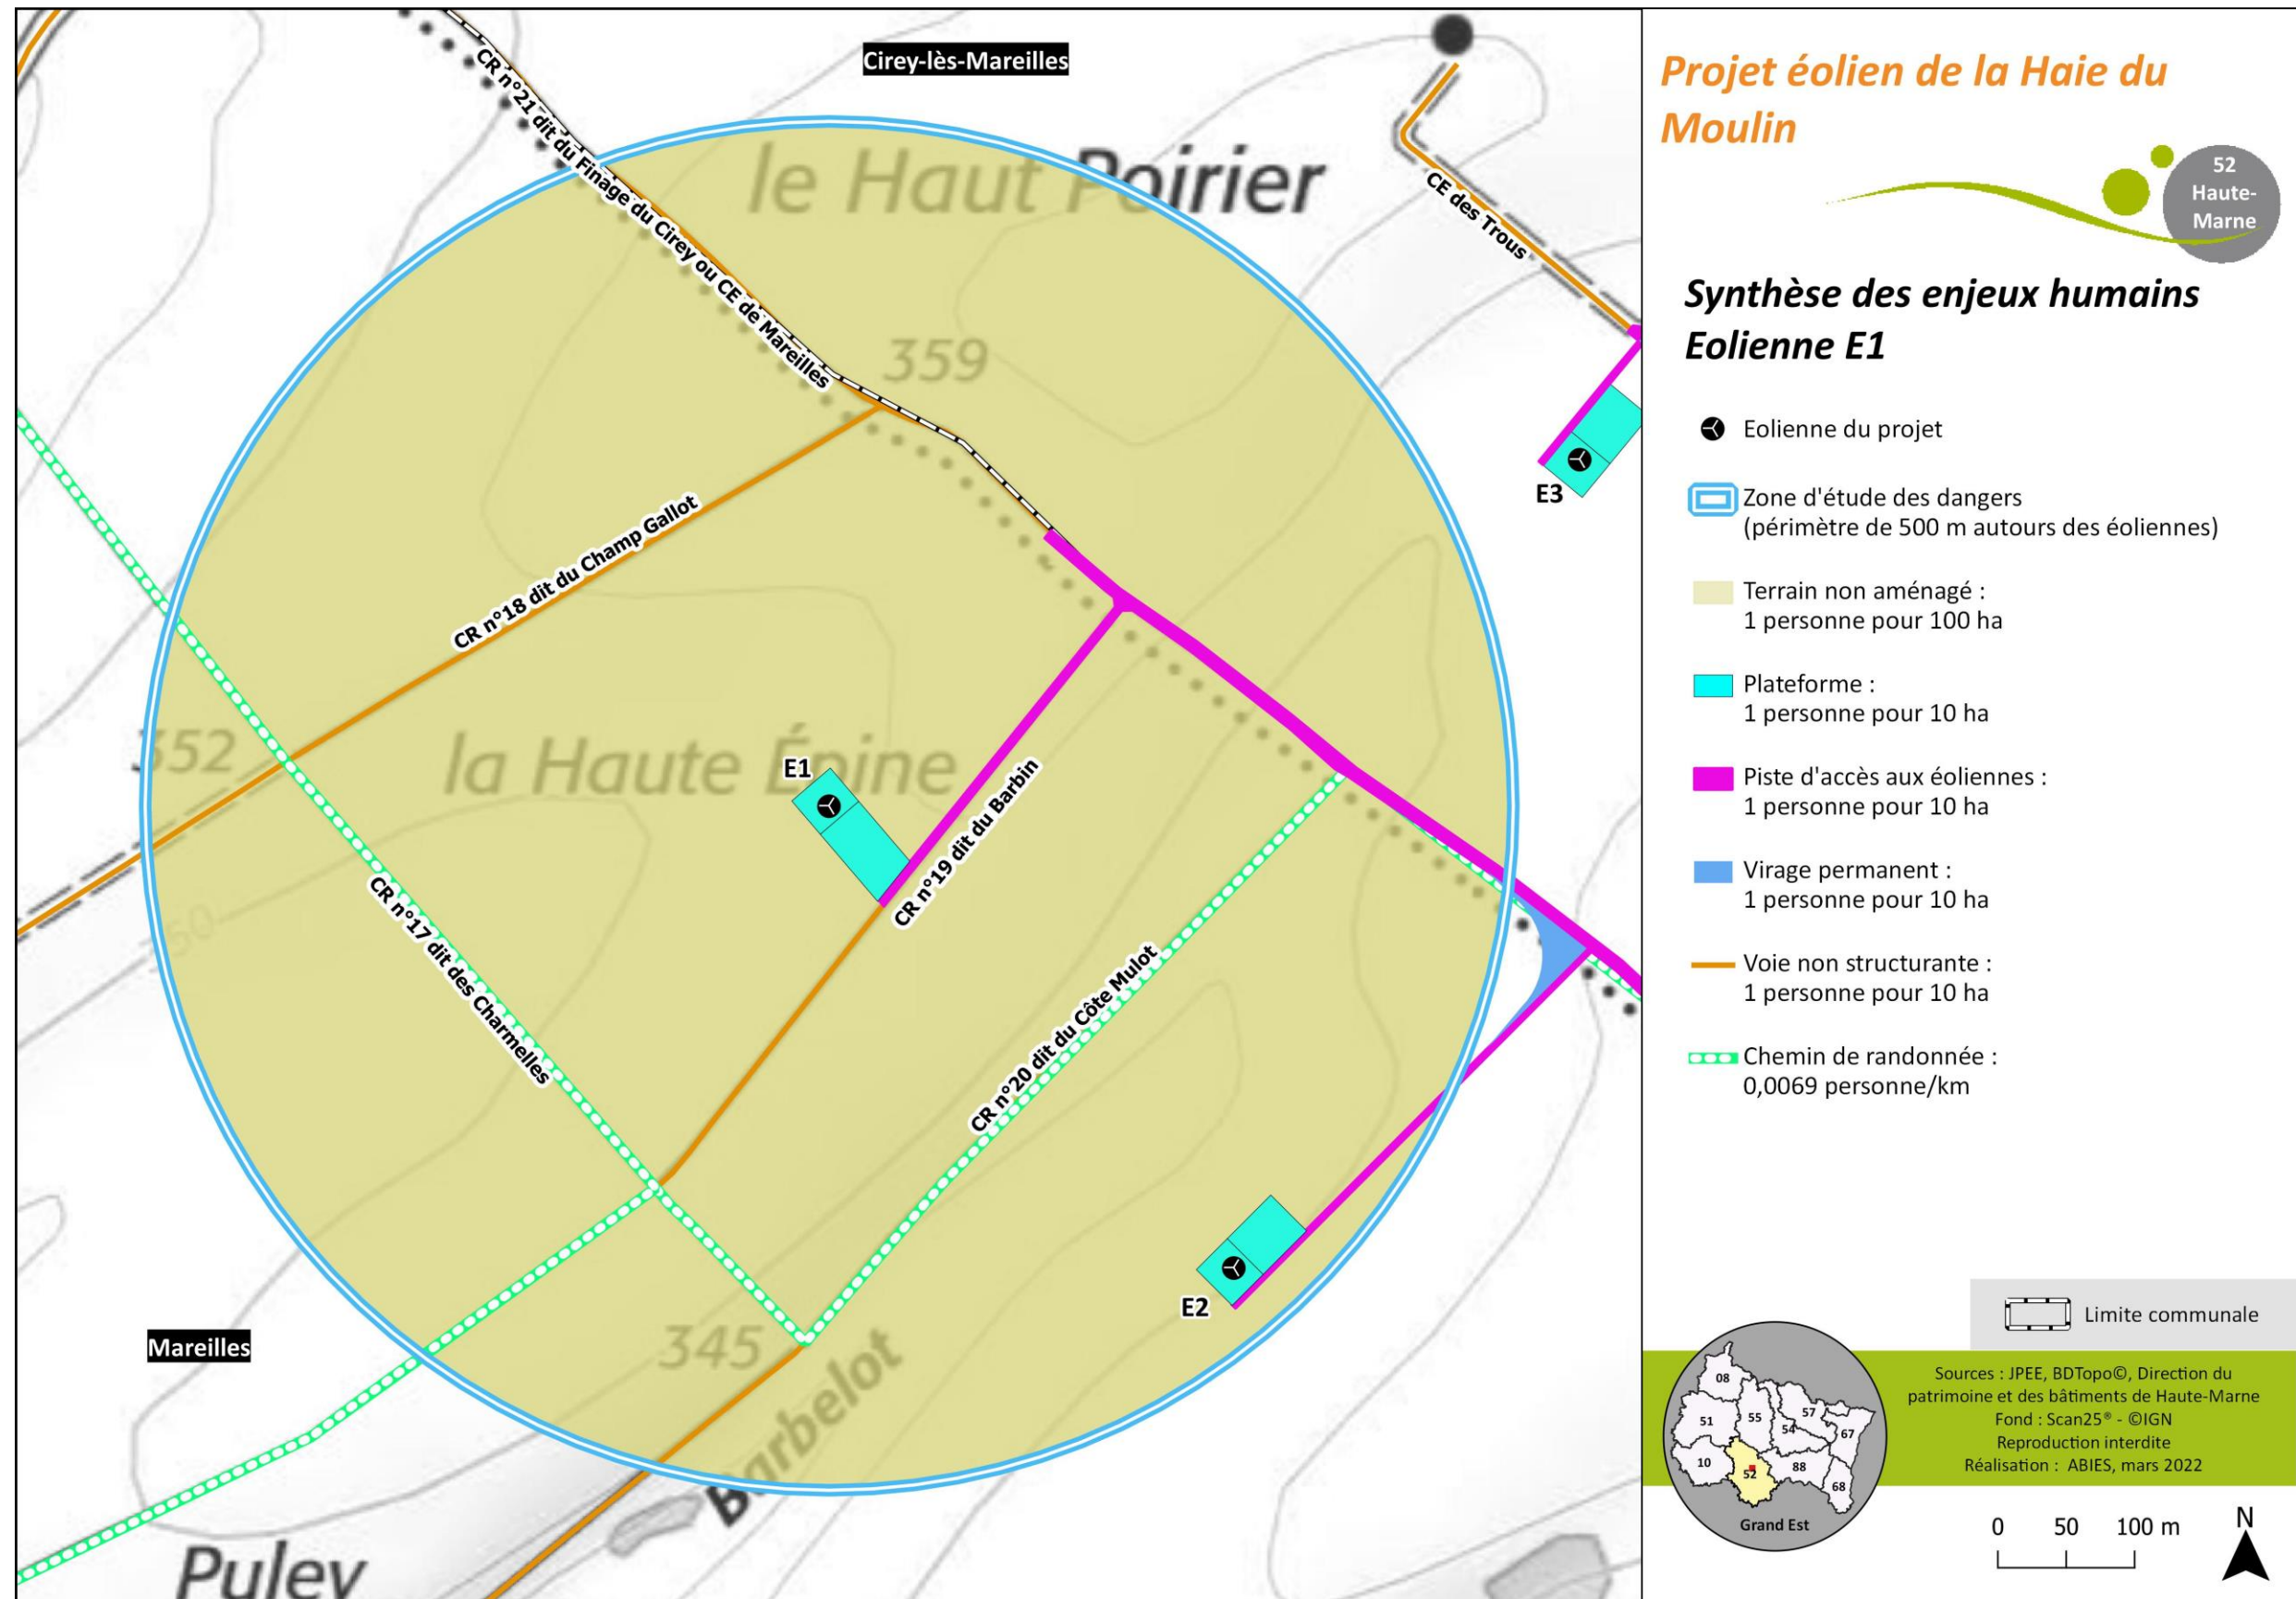 Cirey-lès-Mareilles
CR n°21 dit du Finage du Cirey ou CE de Mareilles
le Haut Poirier
CE des Trous
359
E3
CR n°18 dit du Champ Gallot
352
la Haute Épine
E1
CR n°19 dit du Barbin
350
CR n°17 dit des Charmelles
CR n°20 dit du Côte Mulot
E2
345
Barbelot
Mareilles
Puley
Projet éolien de la Haie du
Moulin
52
Haute-
Marne
Synthèse des enjeux humains
Eolienne E1
Eolienne du projet
Zone d'étude des dangers
(périmètre de 500 m autours des éoliennes)
Terrain non aménagé :
1 personne pour 100 ha
Plateforme :
1 personne pour 10 ha
Piste d'accès aux éoliennes :
1 personne pour 10 ha
Virage permanent :
1 personne pour 10 ha
Voie non structurante :
1 personne pour 10 ha
Chemin de randonnée :
0,0069 personne/km
Limite communale
08
51
55
57
54
67
10
52
88
68
Grand Est
Sources : JPEE, BDTopo©, Direction du
patrimoine et des bâtiments de Haute-Marne
Fond : Scan25® - ©IGN
Reproduction interdite
Réalisation : ABIES, mars 2022
0 50 100 m
N